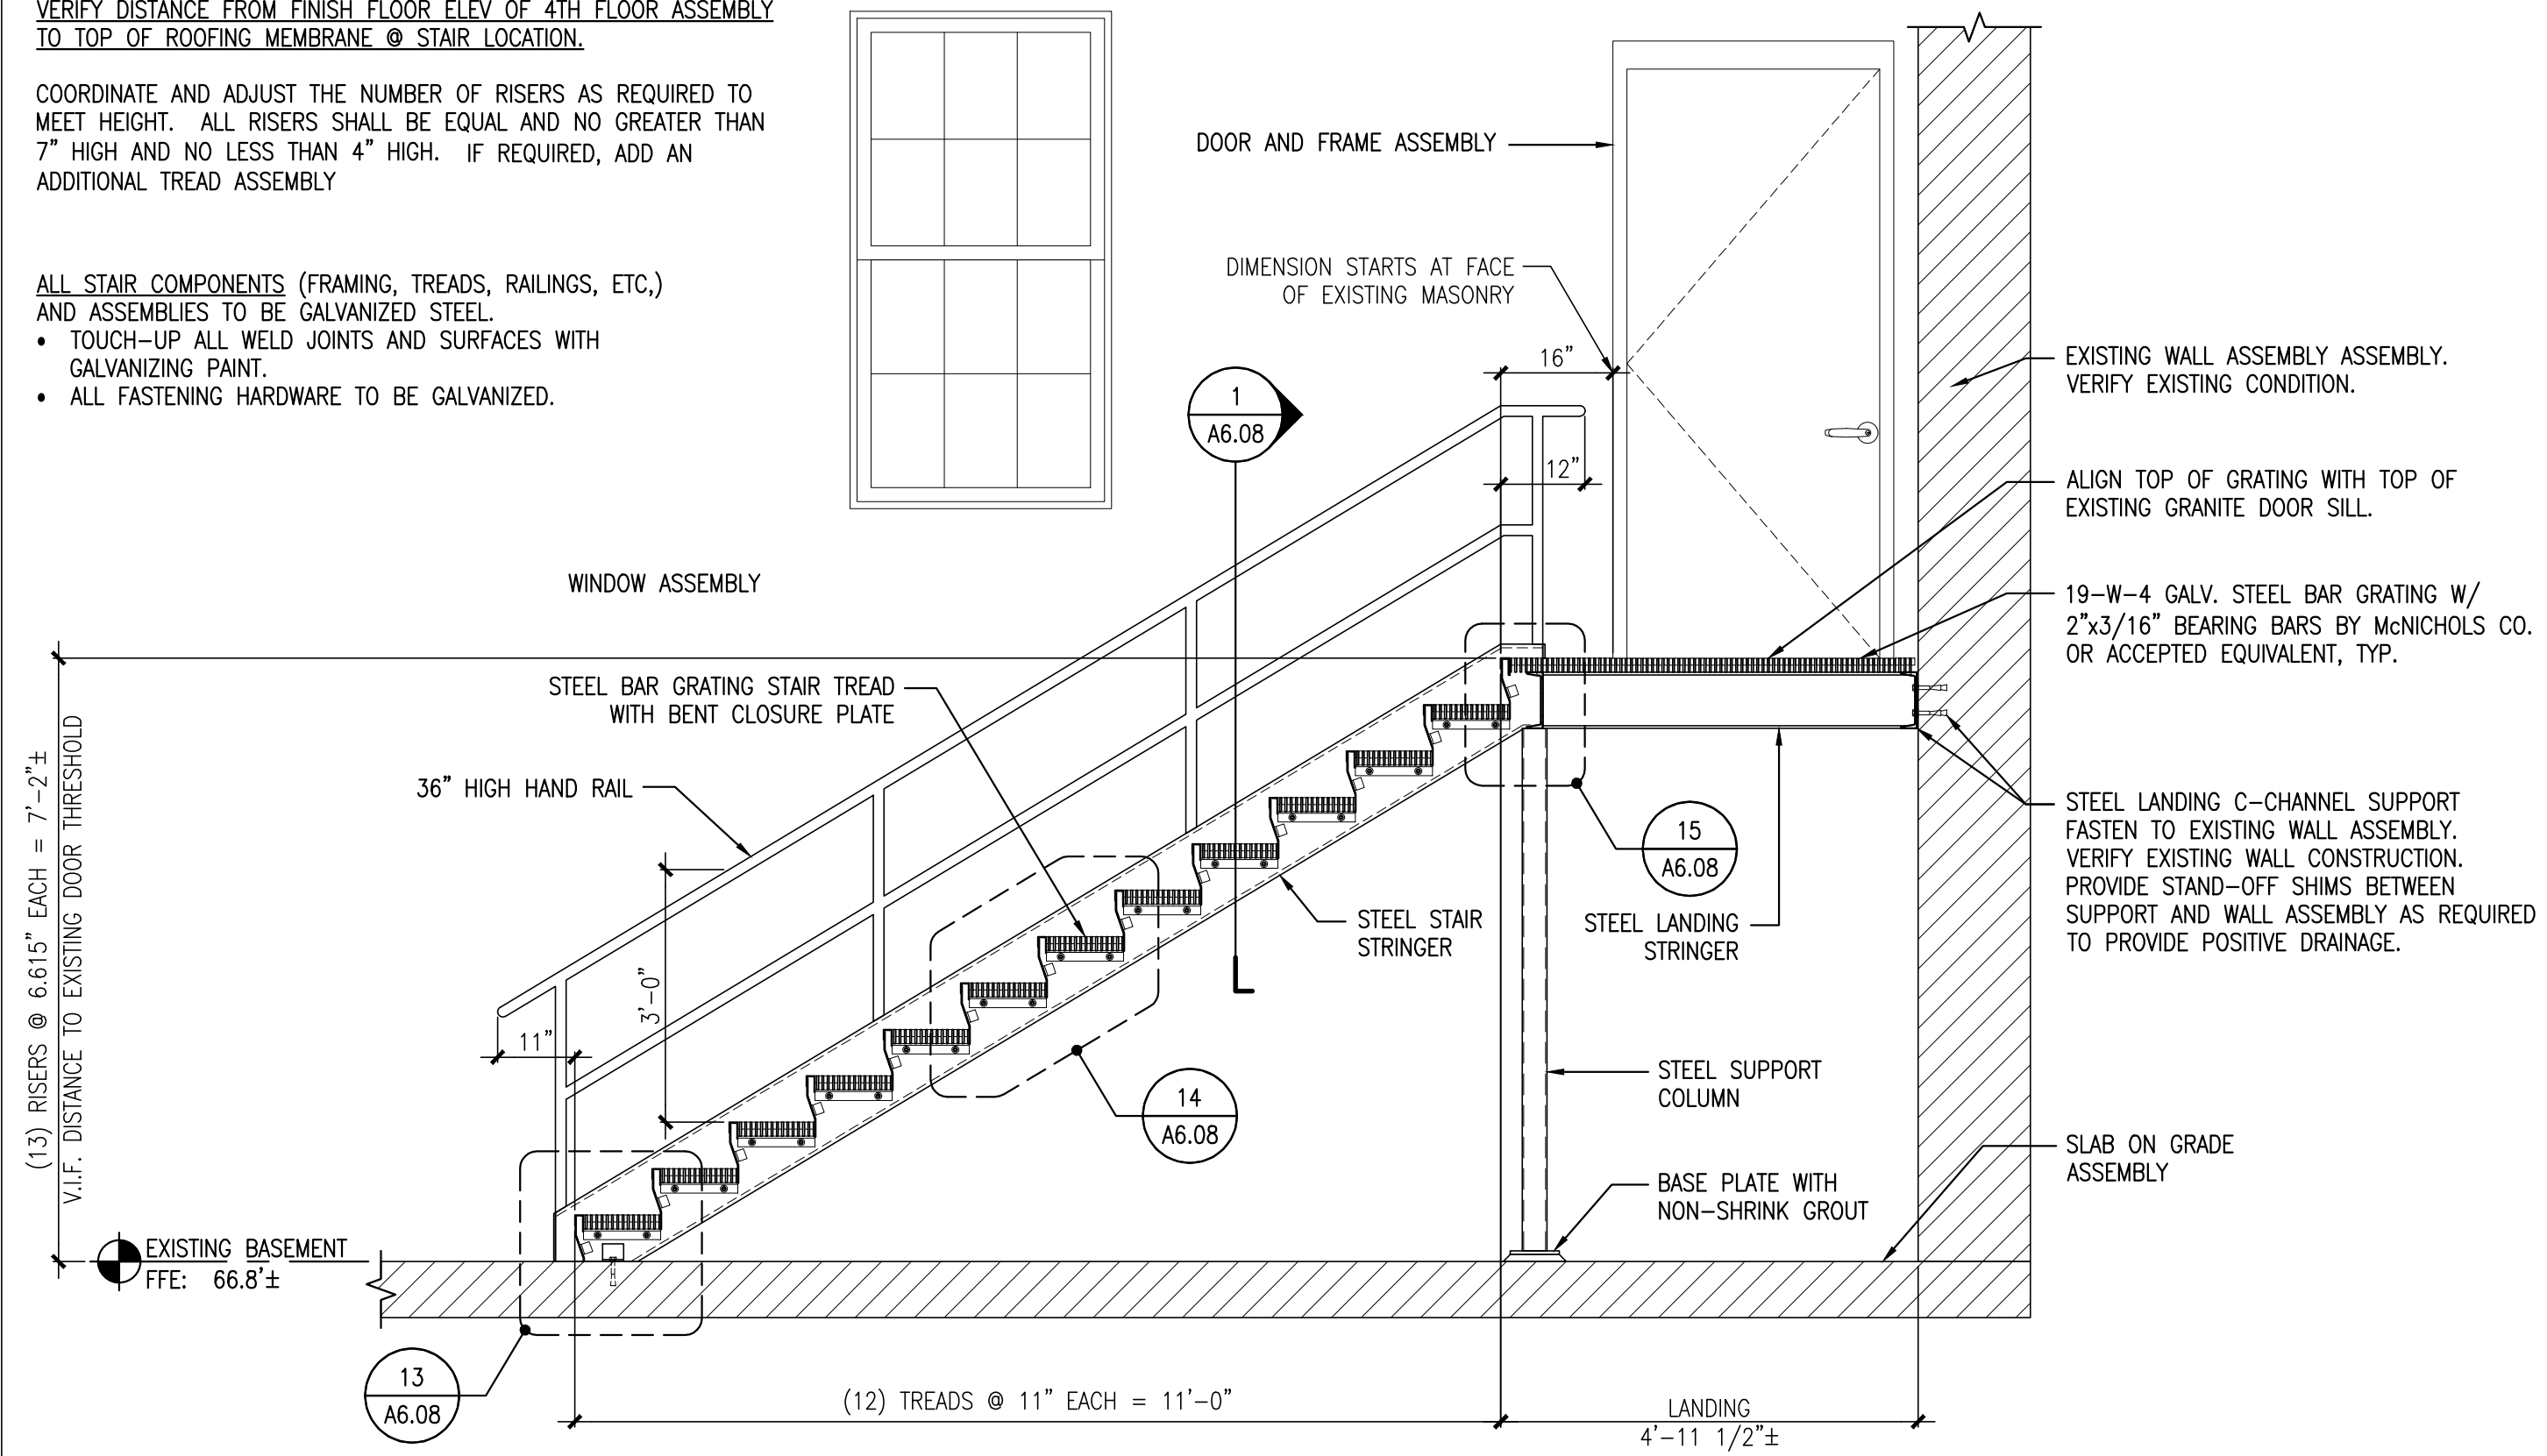 VERIFY DISTANCE FROM FINISH FLOOR ELEV OF 4TH FLOOR ASSEMBLY
TO TOP OF ROOFING MEMBRANE @ STAIR LOCATION.
COORDINATE AND ADJUST THE NUMBER OF RISERS AS REQUIRED TO
MEET HEIGHT. ALL RISERS SHALL BE EQUAL AND NO GREATER THAN
7" HIGH AND NO LESS THAN 4" HIGH. IF REQUIRED, ADD AN
ADDITIONAL TREAD ASSEMBLY
ALL STAIR COMPONENTS (FRAMING, TREADS, RAILINGS, ETC,)
AND ASSEMBLIES TO BE GALVANIZED STEEL.
• TOUCH-UP ALL WELD JOINTS AND SURFACES WITH
GALVANIZING PAINT.
• ALL FASTENING HARDWARE TO BE GALVANIZED.
DOOR AND FRAME ASSEMBLY
DIMENSION STARTS AT FACE
OF EXISTING MASONRY
16"
1
A6.08
12"
EXISTING WALL ASSEMBLY ASSEMBLY.
VERIFY EXISTING CONDITION.
ALIGN TOP OF GRATING WITH TOP OF
EXISTING GRANITE DOOR SILL.
19-W-4 GALV. STEEL BAR GRATING W/
2"x3/16" BEARING BARS BY McNICHOLS CO.
OR ACCEPTED EQUIVALENT, TYP.
WINDOW ASSEMBLY
STEEL BAR GRATING STAIR TREAD
WITH BENT CLOSURE PLATE
36" HIGH HAND RAIL
(13) RISERS @ 6.615" EACH = 7'-2"±
V.I.F. DISTANCE TO EXISTING DOOR THRESHOLD
3'-0"
11"
15
A6.08
STEEL STAIR
STRINGER
STEEL LANDING
STRINGER
STEEL LANDING C-CHANNEL SUPPORT
FASTEN TO EXISTING WALL ASSEMBLY.
VERIFY EXISTING WALL CONSTRUCTION.
PROVIDE STAND-OFF SHIMS BETWEEN
SUPPORT AND WALL ASSEMBLY AS REQUIRED
TO PROVIDE POSITIVE DRAINAGE.
14
A6.08
STEEL SUPPORT
COLUMN
BASE PLATE WITH
NON-SHRINK GROUT
SLAB ON GRADE
ASSEMBLY
EXISTING BASEMENT
FFE: 66.8'±
13
A6.08
(12) TREADS @ 11" EACH = 11'-0"
LANDING
4'-11 1/2"±